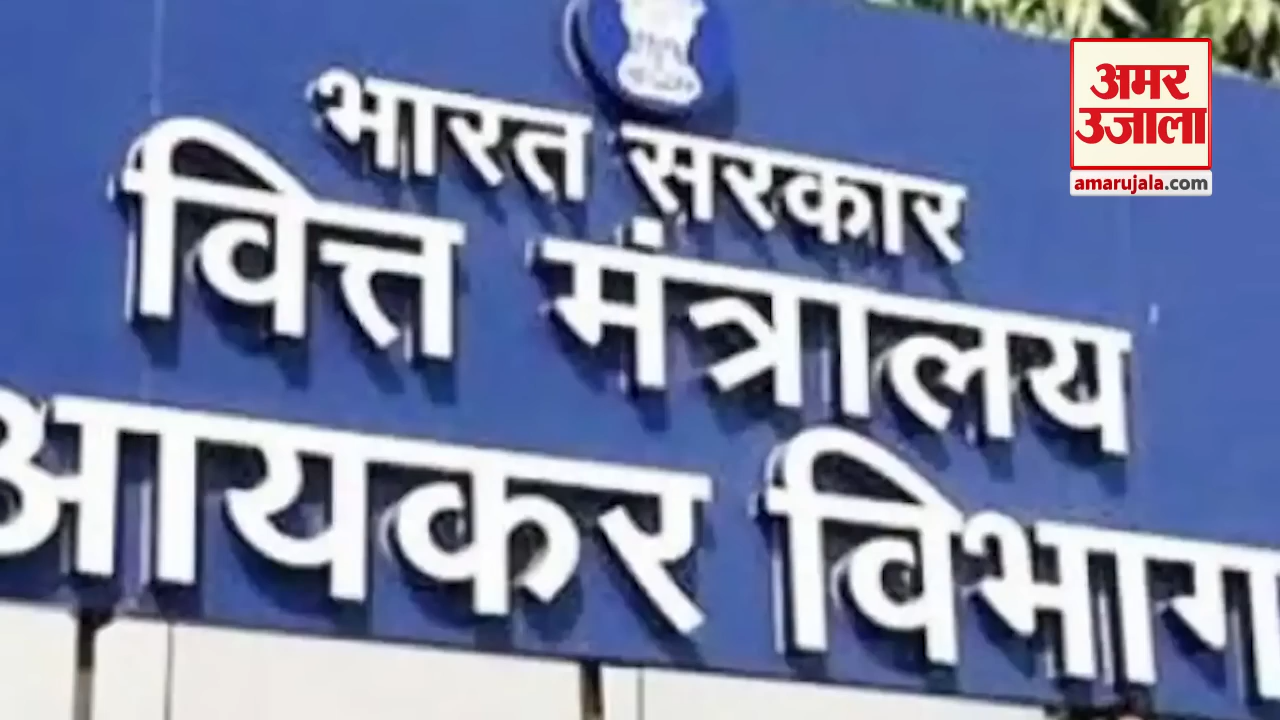 भारत सरकार
वित्त मंत्रालय
आयकर विभाग
अमर
उजाला
amarujala.com